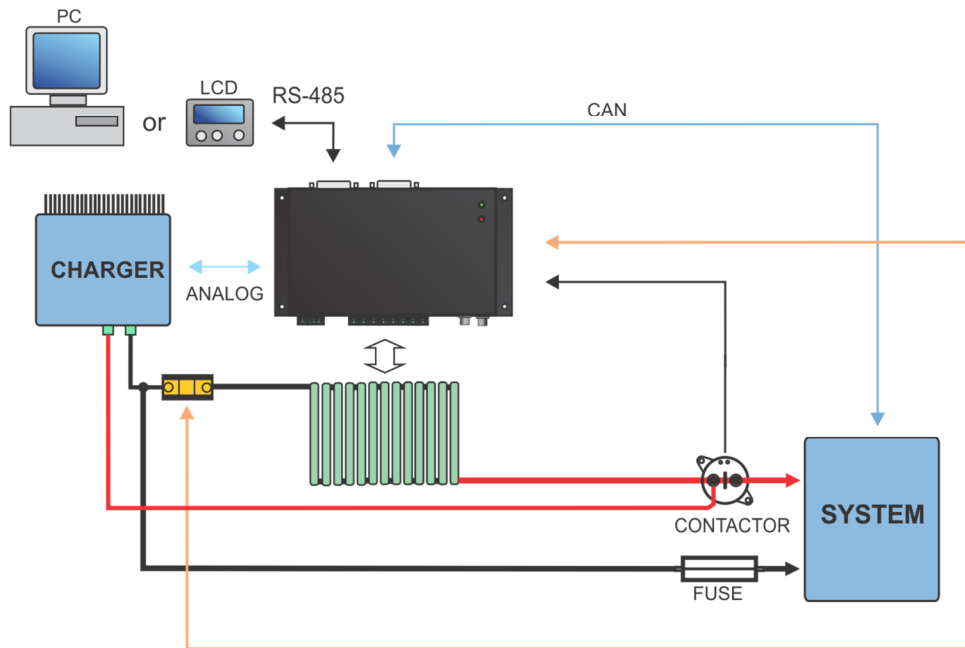 PC
LCD
or
RS-485
CAN
CHARGER
ANALOG
CONTACTOR
SYSTEM
FUSE